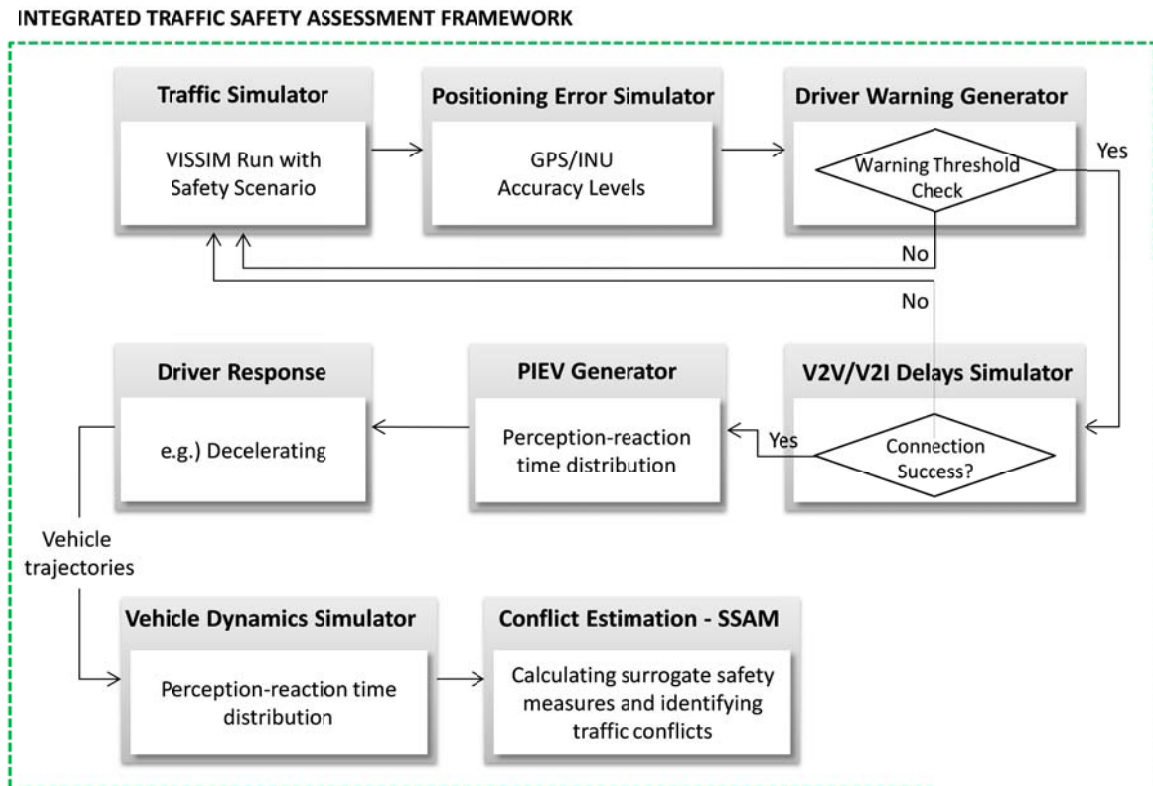 INTEGRATED TRAFFIC SAFETY ASSESSMENT FRAMEWORK
Traffic Simulator
VISSIM Run with
Safety Scenario
Positioning Error Simulator
GPS/INU
Accuracy Levels
Driver Warning Generator
Warning Threshold
Check
Yes
No
No
Driver Response
e.g.) Decelerating
PIEV Generator
Perception-reaction
time distribution
Yes
V2V/V2I Delays Simulator
Connection
Success?
Vehicle
trajectories
Vehicle Dynamics Simulator
Perception-reaction time
distribution
Conflict Estimation - SSAM
Calculating surrogate safety
measures and identifying
traffic conflicts